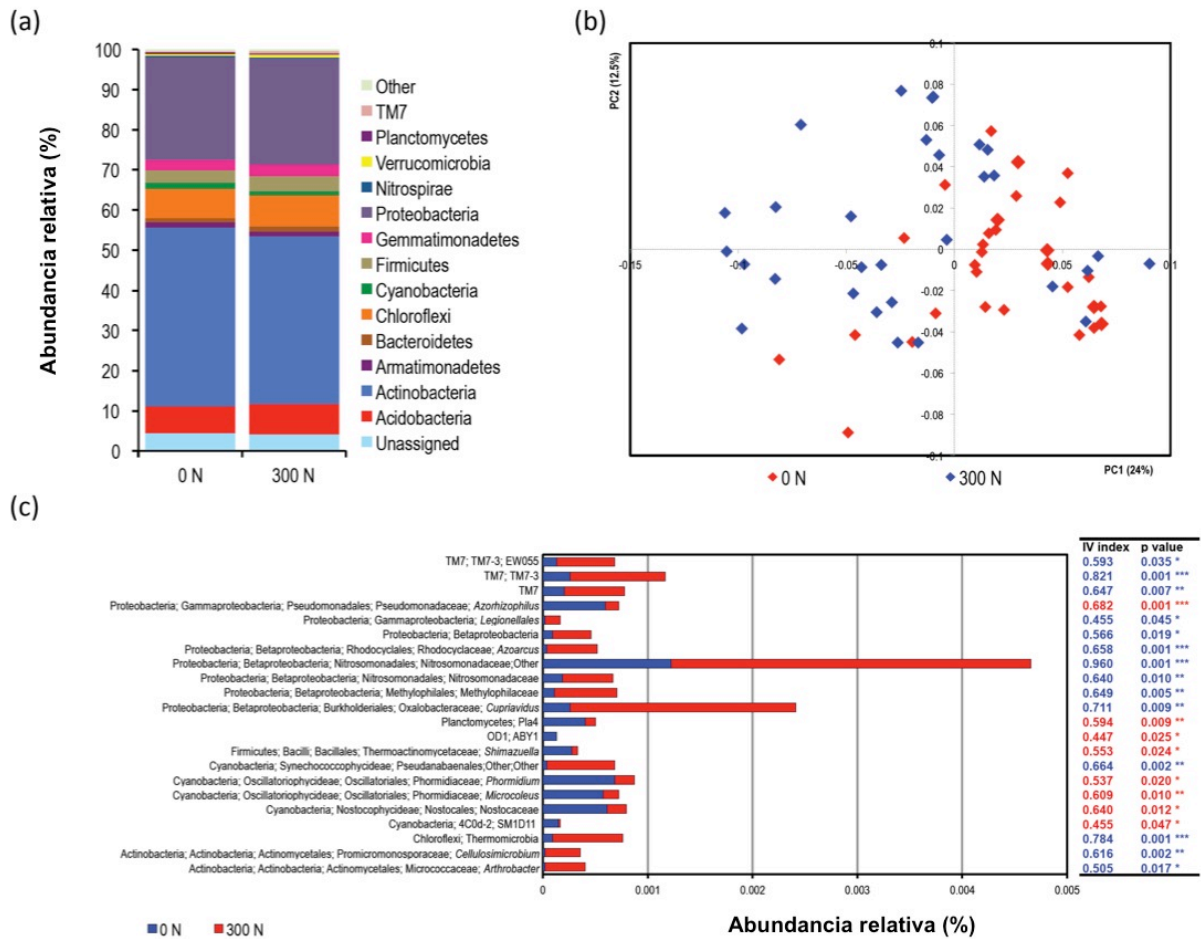 (a)
Abundancia relativa (%)
100
90
80
70
60
50
40
30
20
10
0
0 N 300 N
Other
TM7
Planctomycetes
Verrucomicrobia
Nitrospirae
Proteobacteria
Gemmatimonadetes
Firmicutes
Cyanobacteria
Chloroflexi
Bacteroidetes
Armatimonadetes
Actinobacteria
Acidobacteria
Unassigned
(b)
PC2 (12.5%)
0.1
0.08
0.06
0.04
0.02
0
-0.02
-0.04
-0.06
-0.08
-0.1
-0.15 -0.1 -0.05 0 0.05 0.1
PC1 (24%)
0 N 300 N
(c)
IV index p value
TM7; TM7-3; EW055 0.593 0.035 *
TM7; TM7-3 0.821 0.001 ***
TM7 0.647 0.007 **
Proteobacteria; Gammaproteobacteria; Pseudomonadales; Pseudomonadaceae; Azorhizophilus 0.682 0.001 ***
Proteobacteria; Gammaproteobacteria; Legionellales 0.455 0.045 *
Proteobacteria; Betaproteobacteria 0.566 0.019 *
Proteobacteria; Betaproteobacteria; Rhodocyclales; Rhodocyclaceae; Azoarcus 0.658 0.001 ***
Proteobacteria; Betaproteobacteria; Nitrosomonadales; Nitrosomonadaceae;Other 0.960 0.001 ***
Proteobacteria; Betaproteobacteria; Nitrosomonadales; Nitrosomonadaceae 0.640 0.010 **
Proteobacteria; Betaproteobacteria; Methylophilales; Methylophilaceae 0.649 0.005 **
Proteobacteria; Betaproteobacteria; Burkholderiales; Oxalobacteraceae; Cupriavidus 0.711 0.009 **
Planctomycetes; Pla4 0.594 0.009 **
OD1; ABY1 0.447 0.025 *
Firmicutes; Bacilli; Bacillales; Thermoactinomycetaceae; Shimazuella 0.553 0.024 *
Cyanobacteria; Synechococcophycideae; Pseudanabaenales;Other;Other 0.664 0.002 **
Cyanobacteria; Oscillatoriophycideae; Oscillatoriales; Phormidiaceae; Phormidium 0.537 0.020 *
Cyanobacteria; Oscillatoriophycideae; Oscillatoriales; Phormidiaceae; Microcoleus 0.609 0.010 **
Cyanobacteria; Nostocophycideae; Nostocales; Nostocaceae 0.640 0.012 *
Cyanobacteria; 4C0d-2; SM1D11 0.455 0.047 *
Chloroflexi; Thermomicrobia 0.784 0.001 ***
Actinobacteria; Actinobacteria; Actinomycetales; Promicromonosporaceae; Cellulosimicrobium 0.616 0.002 **
Actinobacteria; Actinobacteria; Actinomycetales; Micrococcaceae; Arthrobacter 0.505 0.017 *
0 0.001 0.002 0.003 0.004 0.005
0 N 300 N
Abundancia relativa (%)